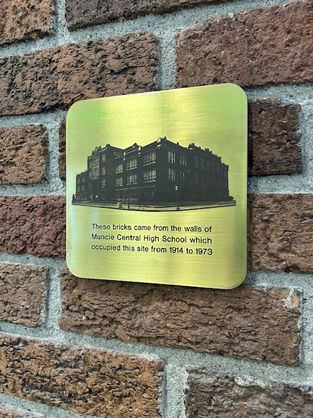 These bricks came from the walls of
Muncie Central High School which
occupied this site from 1914 to 1973